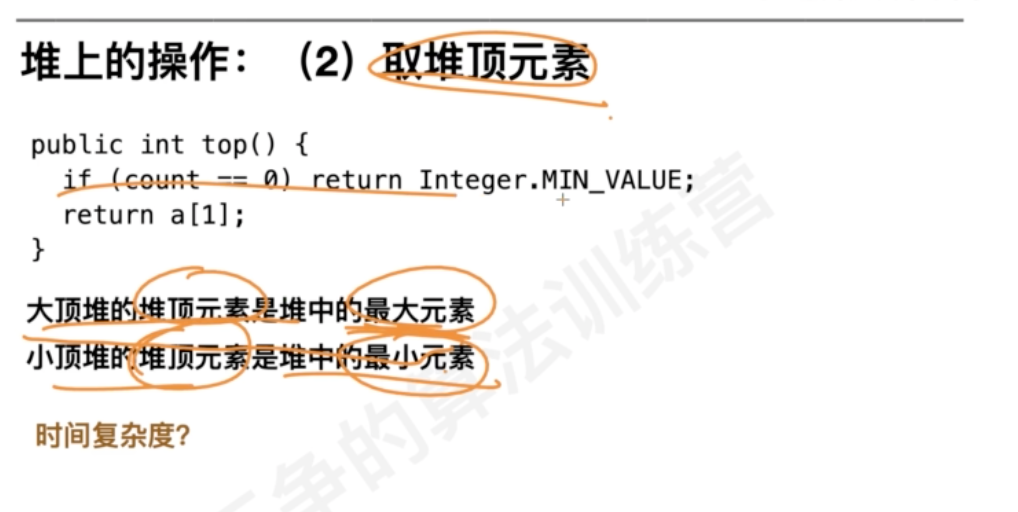 堆上的操作：（2）取堆顶元素
public int top() {
  if (count == 0) return Integer.MIN_VALUE;
  return a[1];
}
大顶堆的堆顶元素是堆中的最大元素
小顶堆的堆顶元素是堆中的最小元素
时间复杂度?
争的算法训练营